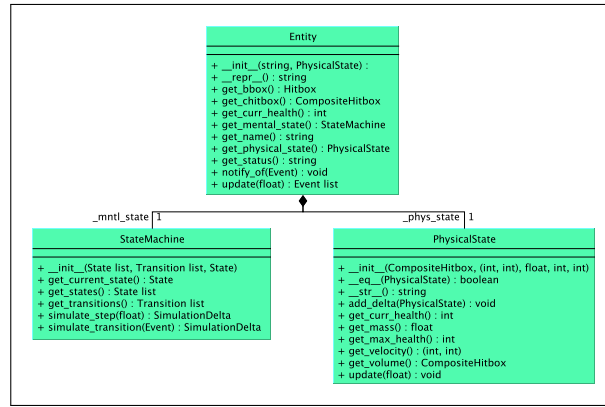 Entity
+ __init__(string, PhysicalState) :
+ __repr__() : string
+ get_bbox() : Hitbox
+ get_chitbox() : CompositeHitbox
+ get_curr_health() : int
+ get_mental_state() : StateMachine
+ get_name() : string
+ get_physical_state() : PhysicalState
+ get_status() : string
+ notify_of(Event) : void
+ update(float) : Event list
_mntl_state 1
_phys_state 1
StateMachine
+ __init__(State list, Transition list, State)
+ get_current_state() : State
+ get_states() : State list
+ get_transitions() : Transition list
+ simulate_step(float) : SimulationDelta
+ simulate_transition(Event) : SimulationDelta
PhysicalState
+ __init__(CompositeHitbox, (int, int), float, int, int)
+ __eq__(PhysicalState) : boolean
+ __str__() : string
+ add_delta(PhysicalState) : void
+ get_curr_health() : int
+ get_mass() : float
+ get_max_health() : int
+ get_velocity() : (int, int)
+ get_volume() : CompositeHitbox
+ update(float) : void